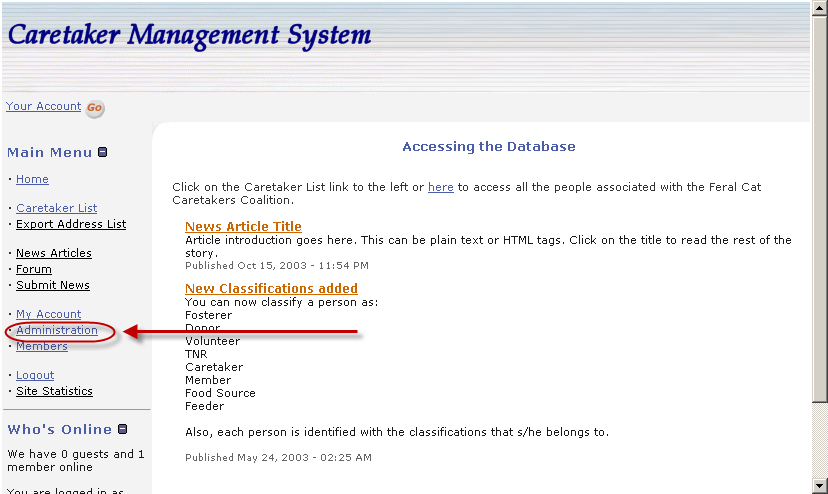 Caretaker Management System
Your Account Go
Main Menu
· Home
· Caretaker List
· Export Address List
· News Articles
· Forum
· Submit News
· My Account
· Administration
· Members
· Logout
· Site Statistics
Who's Online
We have 0 guests and 1
member online
You are logged in as
Accessing the Database
Click on the Caretaker List link to the left or here to access all the people associated with the Feral Cat
Caretakers Coalition.
News Article Title
Article introduction goes here. This can be plain text or HTML tags. Click on the title to read the rest of the
story.
Published Oct 15, 2003 - 11:54 PM
New Classifications added
You can now classify a person as:
Fosterer
Donor
Volunteer
TNR
Caretaker
Member
Food Source
Feeder
Also, each person is identified with the classifications that s/he belongs to.
Published May 24, 2003 - 02:25 AM